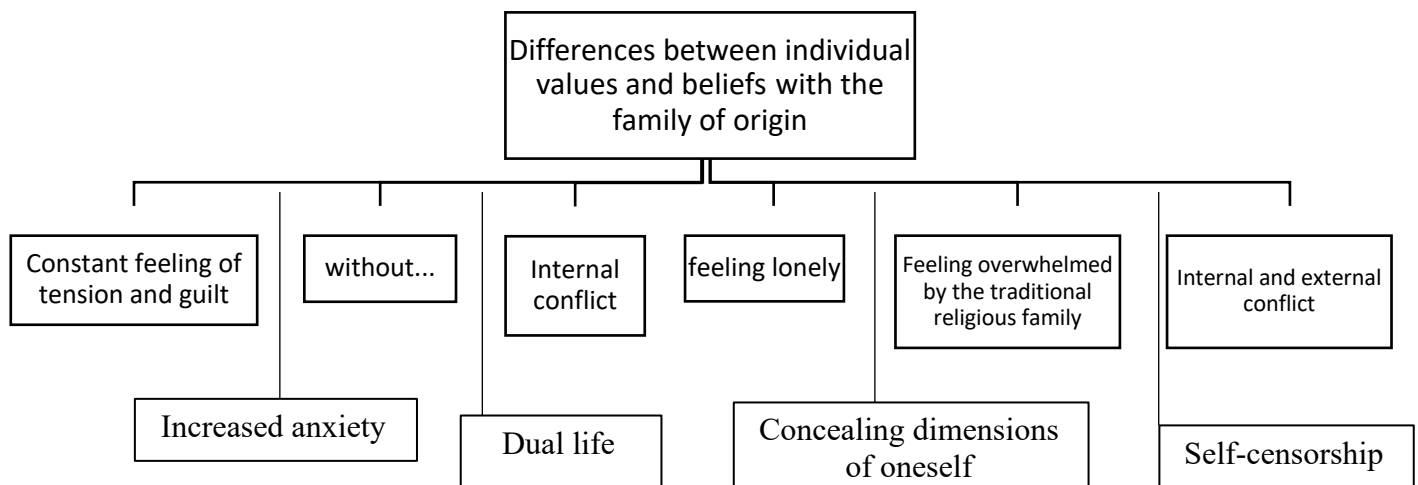 Differences between individual
values and beliefs with the
family of origin
Constant feeling of
tension and guilt
without...
Internal
conflict
feeling lonely
Feeling overwhelmed
by the traditional
religious family
Internal and external
conflict
Increased anxiety
Dual life
Concealing dimensions
of oneself
Self-censorship